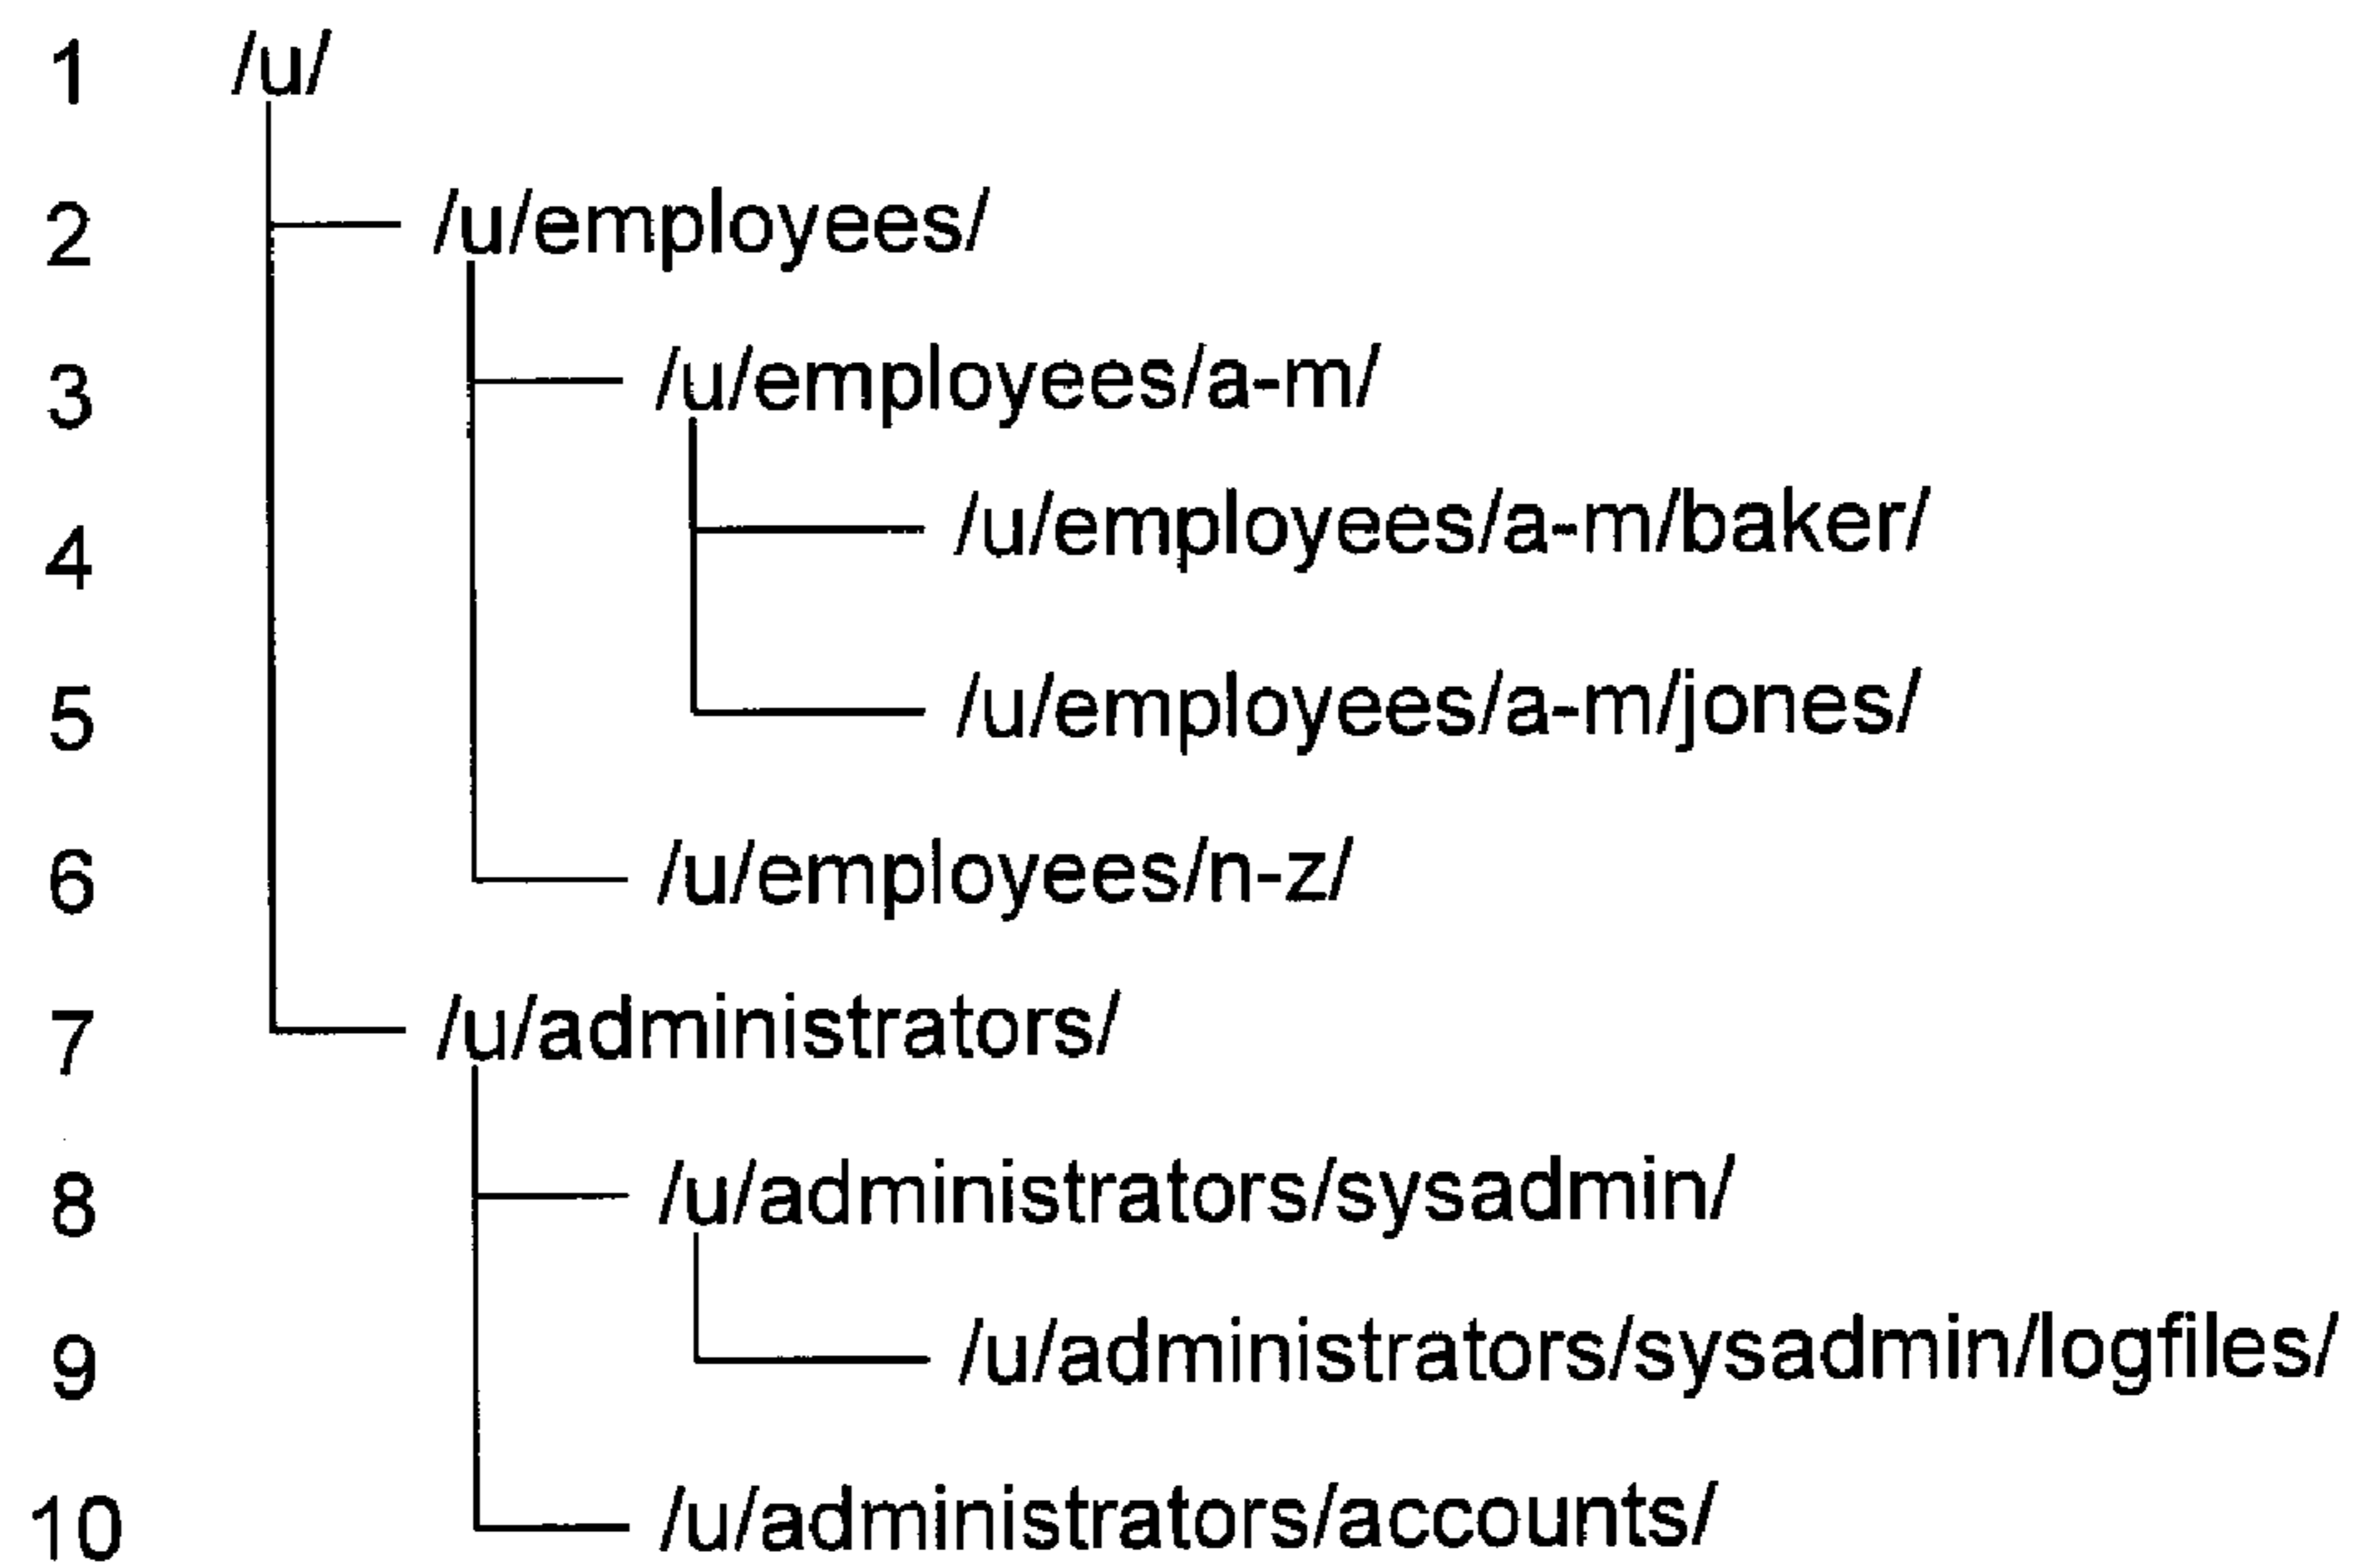 1 /u/
2 /u/employees/
3 /u/employees/a-m/
4 /u/employees/a-m/baker/
5 /u/employees/a-m/jones/
6 /u/employees/n-z/
7 /u/administrators/
8 /u/administrators/sysadmin/
9 /u/administrators/sysadmin/logfiles/
10 /u/administrators/accounts/